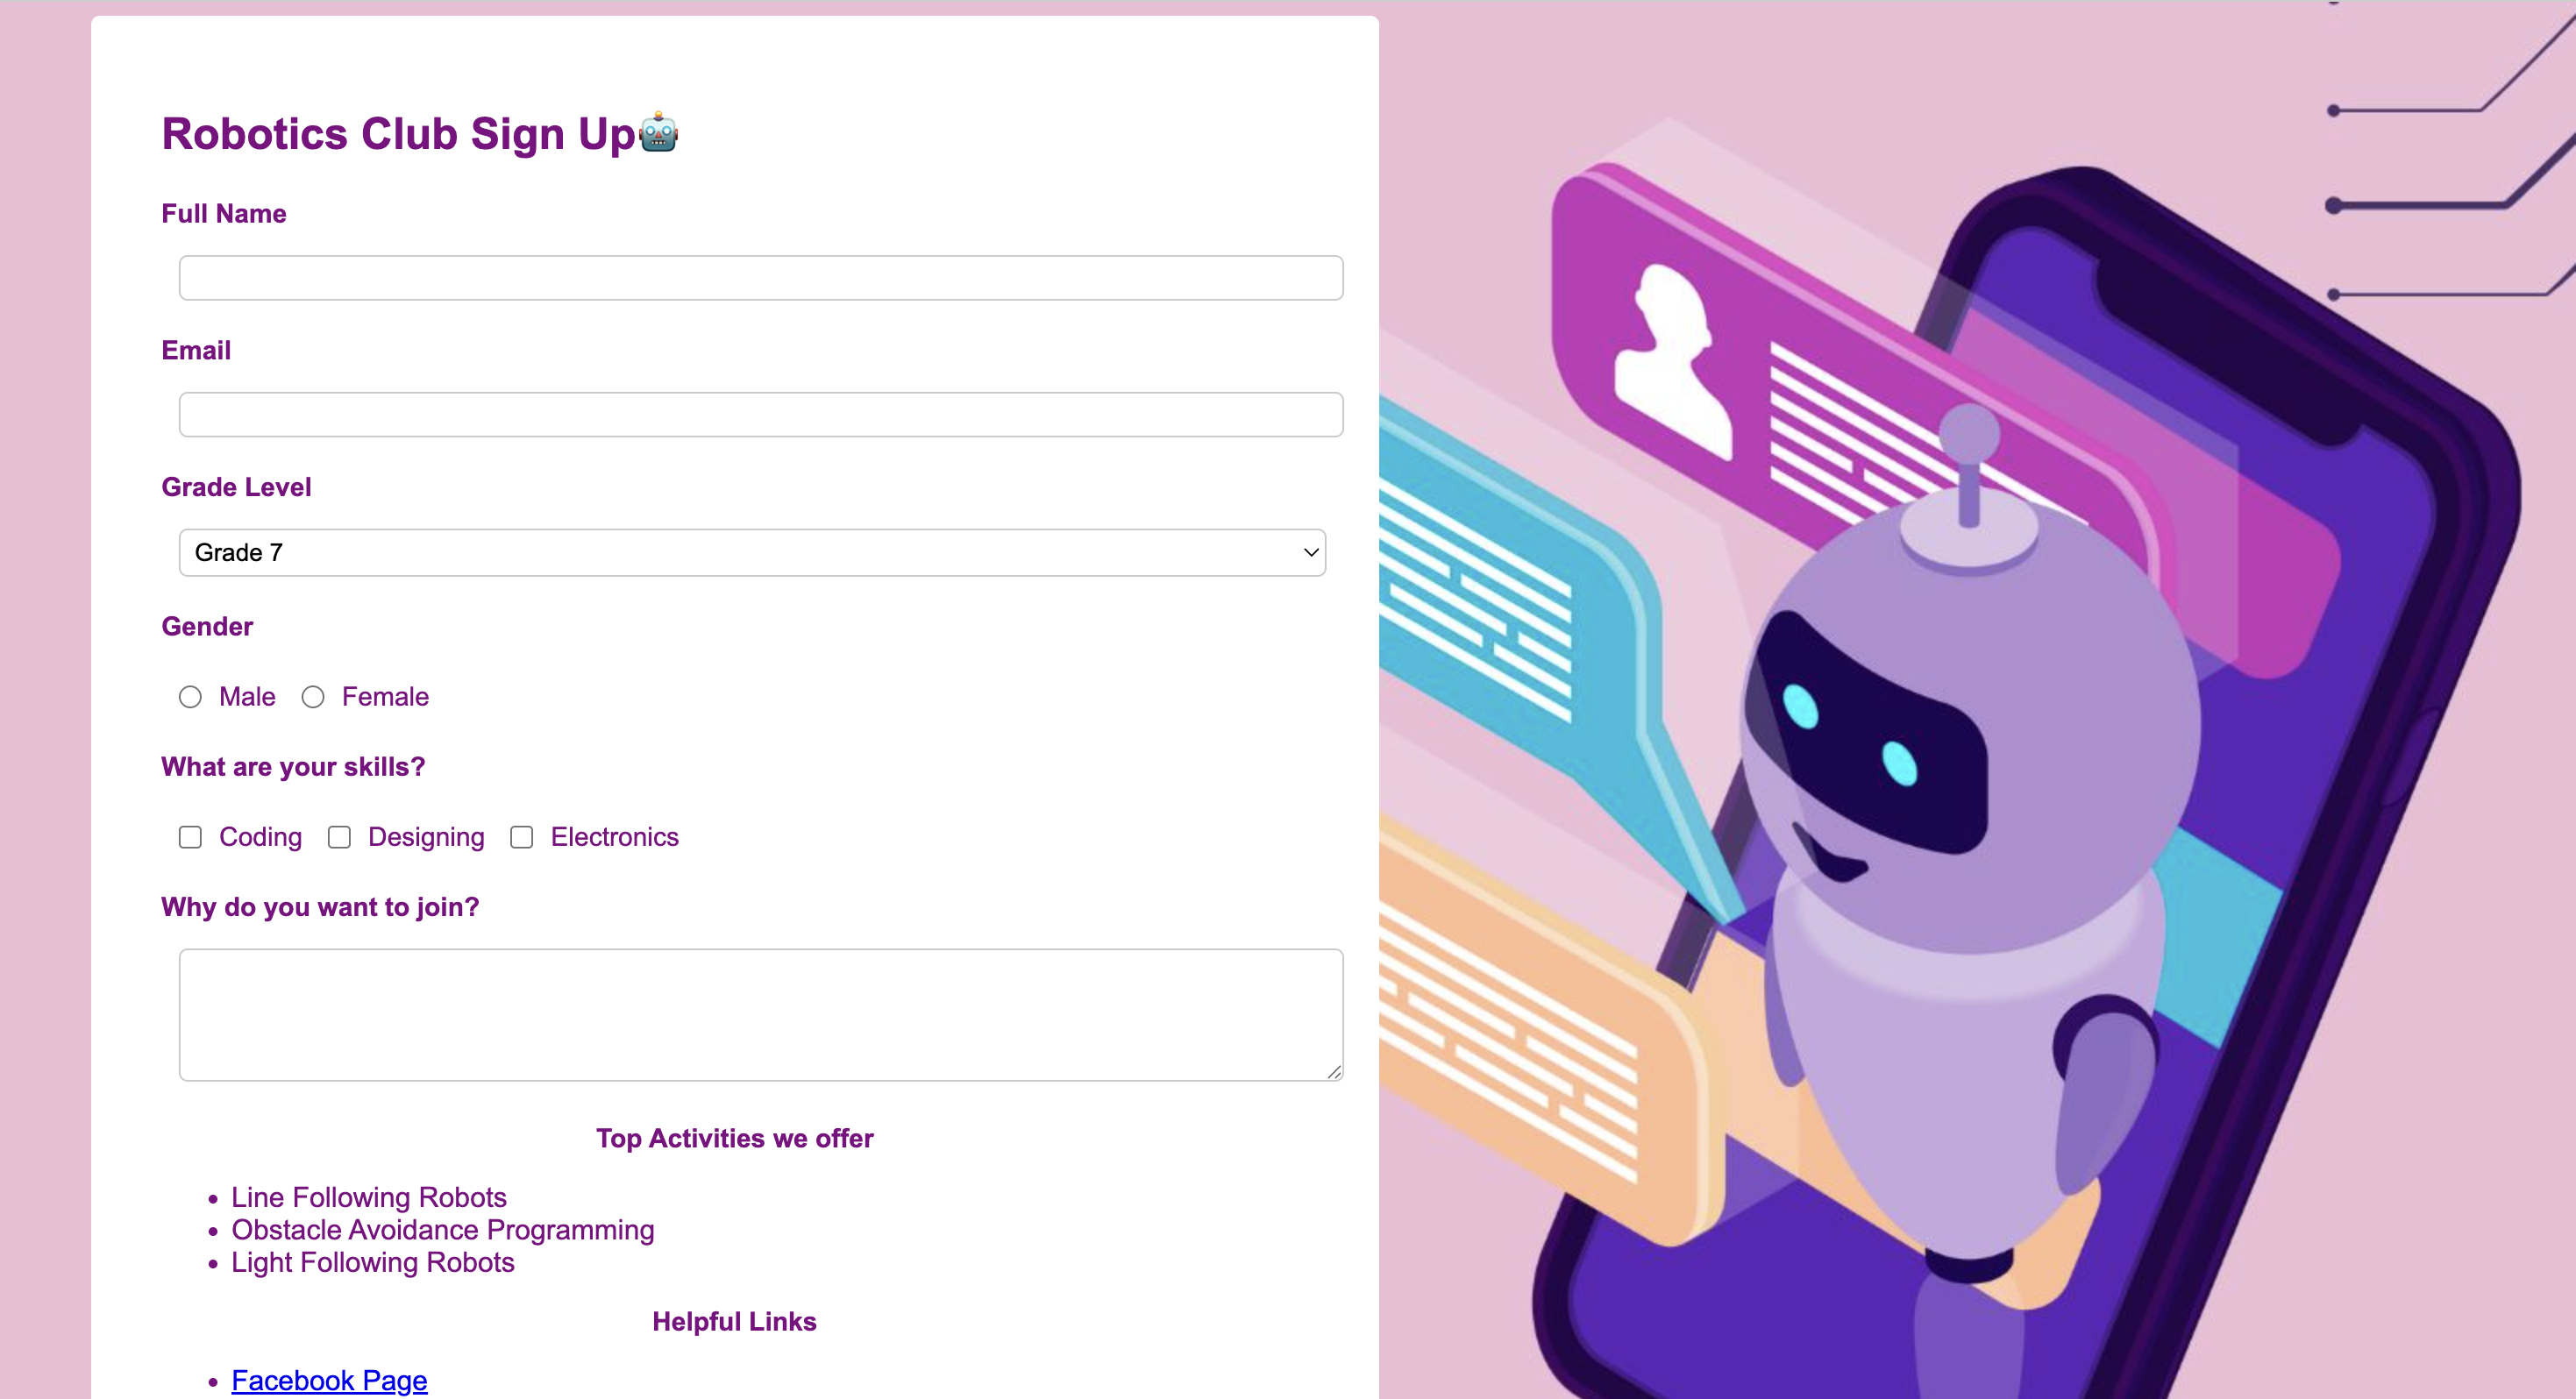 Robotics Club Sign Up🤖
Full Name
Email
Grade Level
Grade 7
Gender
Male Female
What are your skills?
Coding Designing Electronics
Why do you want to join?
Top Activities we offer
Line Following Robots
Obstacle Avoidance Programming
Light Following Robots
Helpful Links
Facebook Page